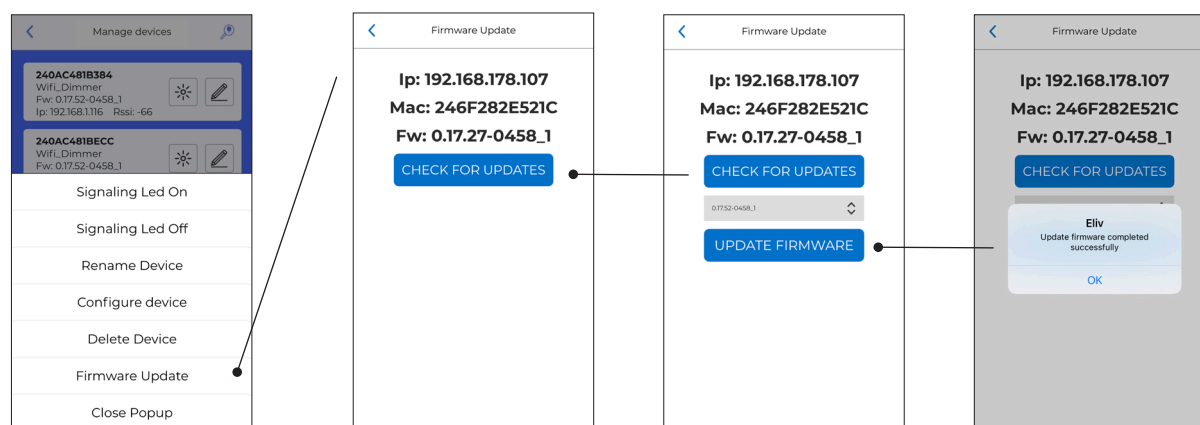 Manage devices
240AC481B384
Wifi_Dimmer
Fw: 0.17.52-0458_1
Ip: 192.168.1.116 Rssi: -66
240AC481BECC
Wifi_Dimmer
Fw: 0.17.52-0458_1
Signaling Led On
Signaling Led Off
Rename Device
Configure device
Delete Device
Firmware Update
Close Popup
Firmware Update
Ip: 192.168.178.107
Mac: 246F282E521C
Fw: 0.17.27-0458_1
CHECK FOR UPDATES
Firmware Update
Ip: 192.168.178.107
Mac: 246F282E521C
Fw: 0.17.27-0458_1
CHECK FOR UPDATES
0.17.52-0458_1
UPDATE FIRMWARE
Firmware Update
Ip: 192.168.178.107
Mac: 246F282E521C
Fw: 0.17.27-0458_1
CHECK FOR UPDATES
Eliv
Update firmware completed
successfully
OK